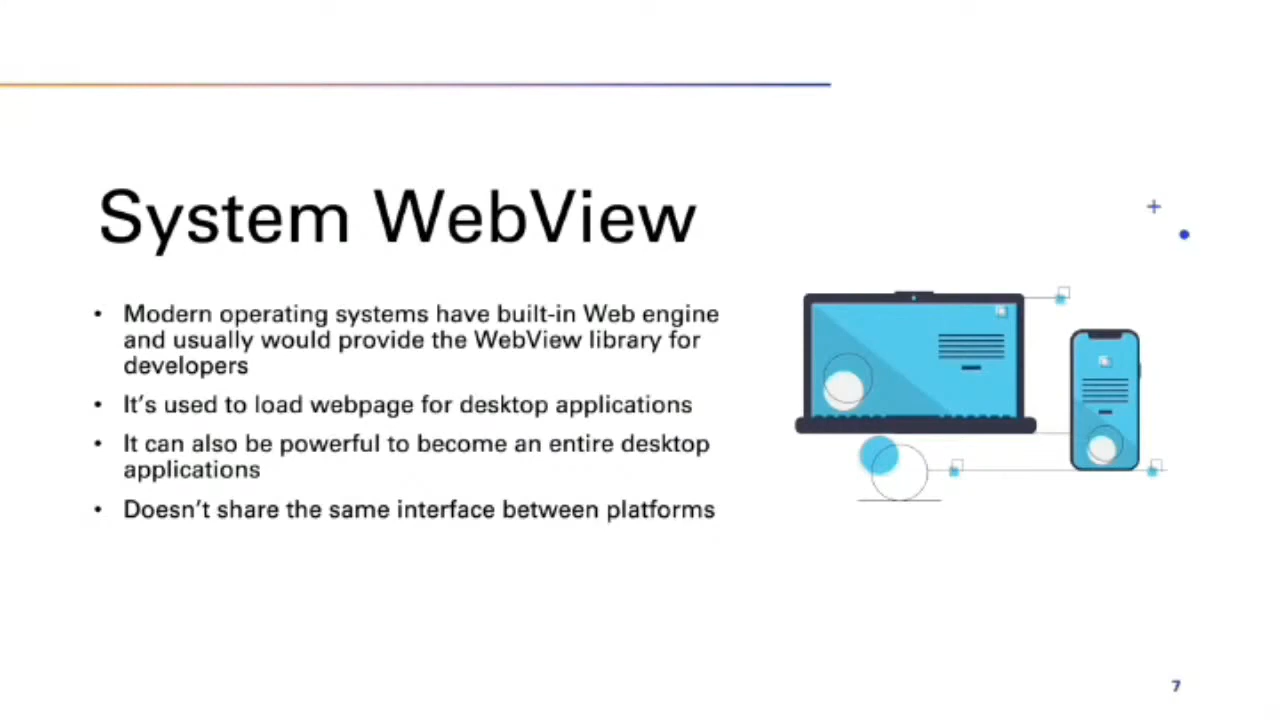 System WebView
• Modern operating systems have built-in Web engine
and usually would provide the WebView library for
developers
• It's used to load webpage for desktop applications
• It can also be powerful to become an entire desktop
applications
• Doesn't share the same interface between platforms
7